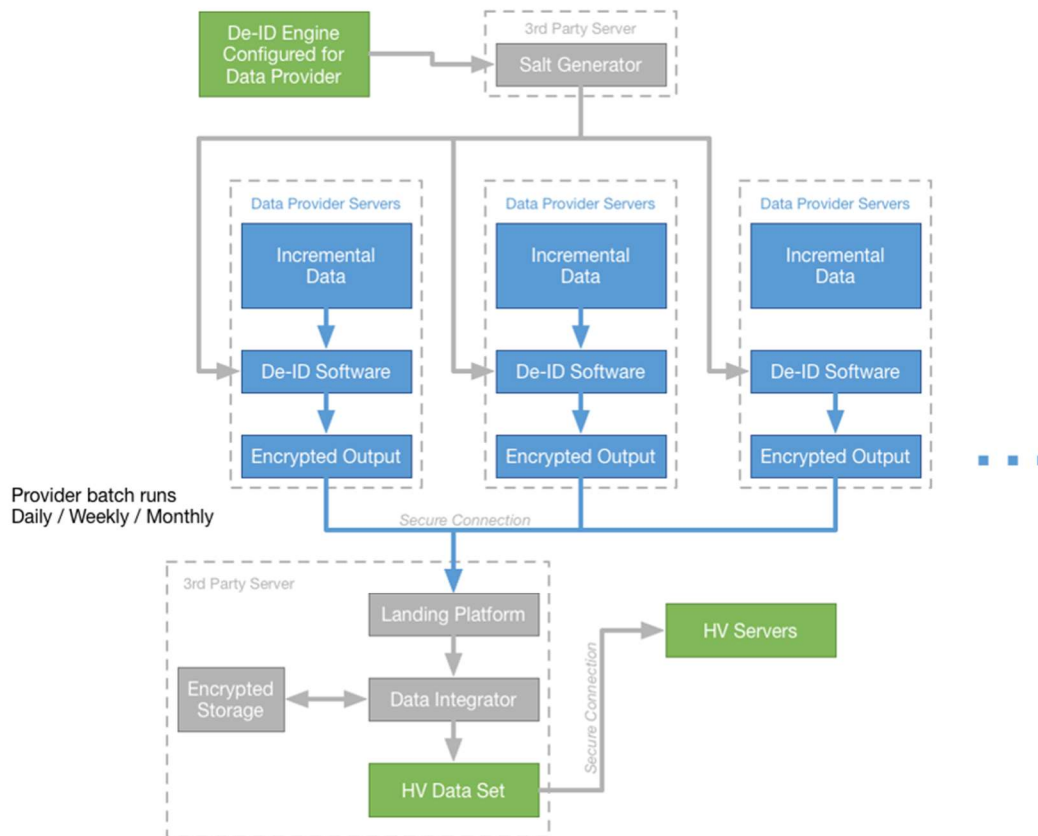 De-ID Engine
Configured for
Data Provider
3rd Party Server
Salt Generator
Data Provider Servers
Incremental
Data
De-ID Software
Encrypted Output
Data Provider Servers
Incremental
Data
De-ID Software
Encrypted Output
Data Provider Servers
Incremental
Data
De-ID Software
Encrypted Output
Provider batch runs
Daily / Weekly / Monthly
Secure Connection
3rd Party Server
Landing Platform
Encrypted
Storage
Data Integrator
HV Data Set
Secure Connection
HV Servers